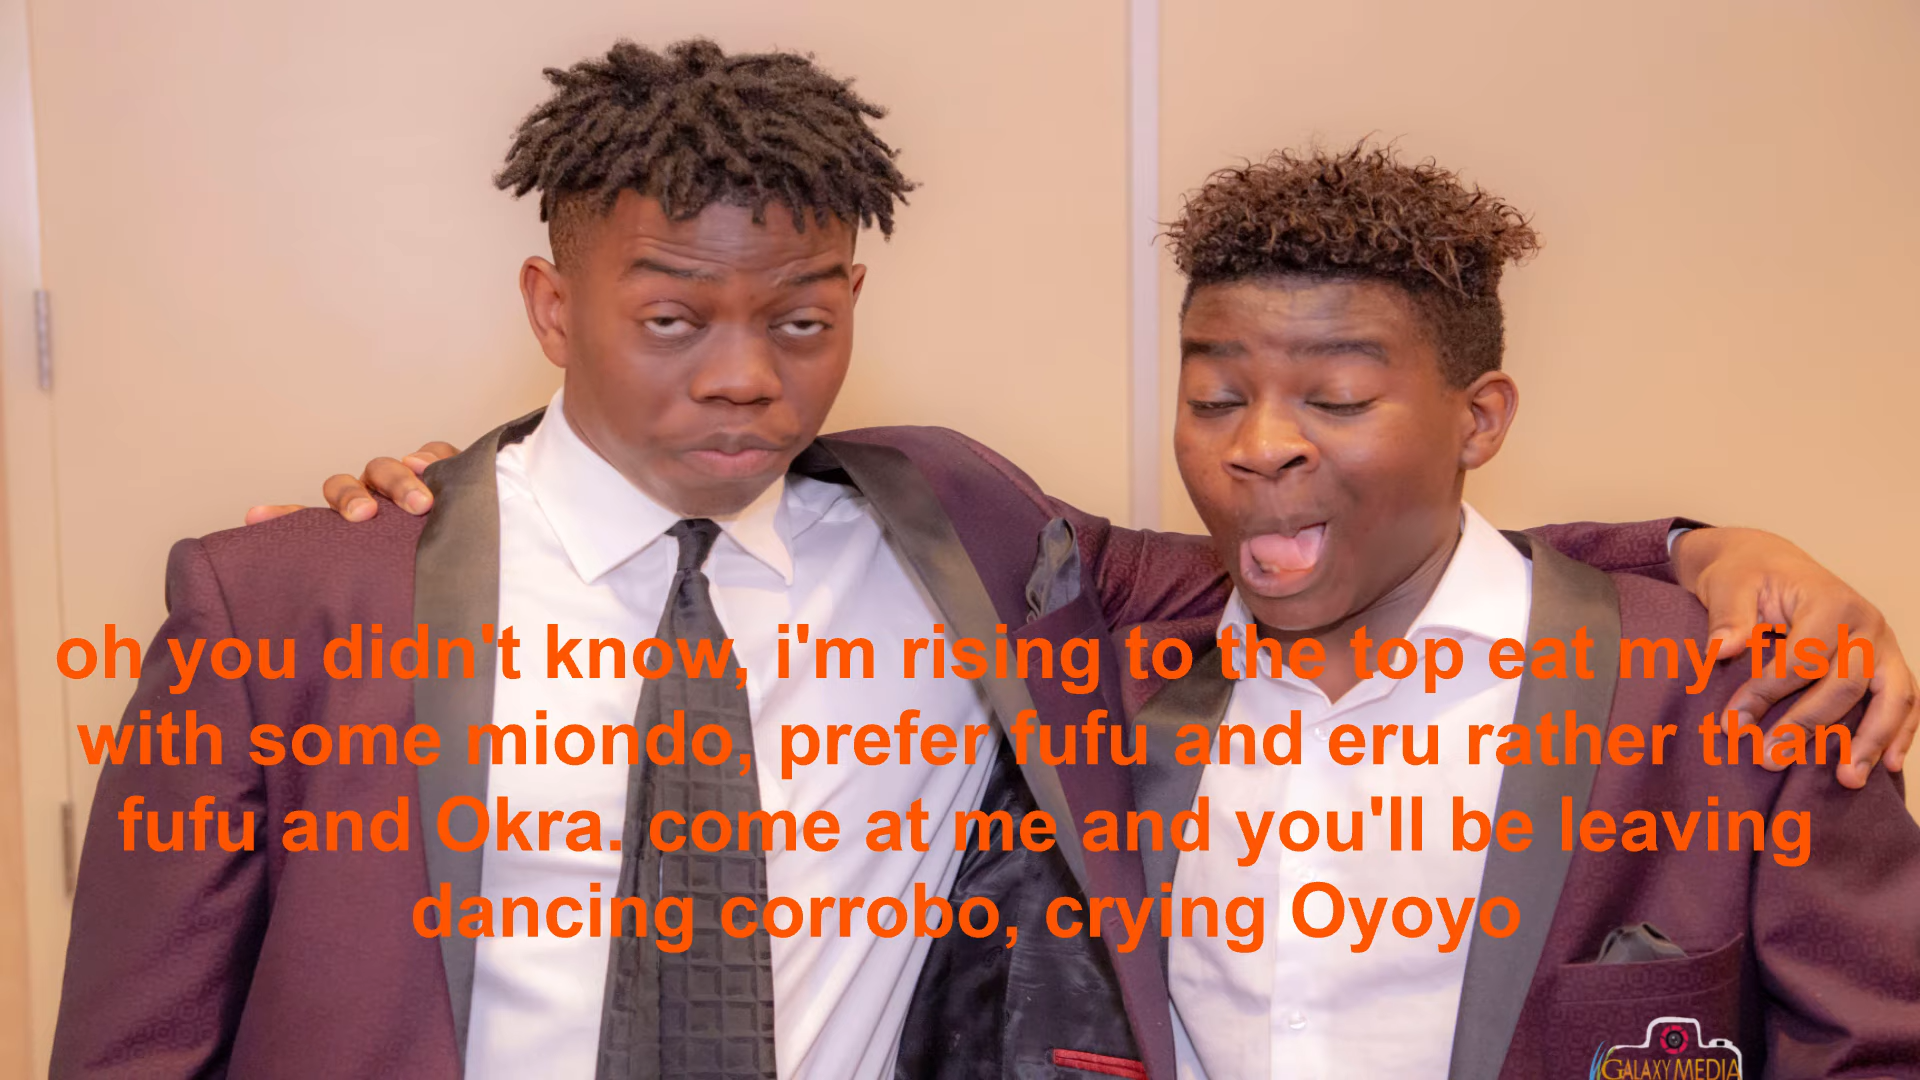 oh you didn't know, i'm rising to the top eat my fish
with some miondo, prefer fufu and eru rather than
fufu and Okra. come at me and you'll be leaving
dancing corrobo, crying Oyoyo
GALAXY MEDIA